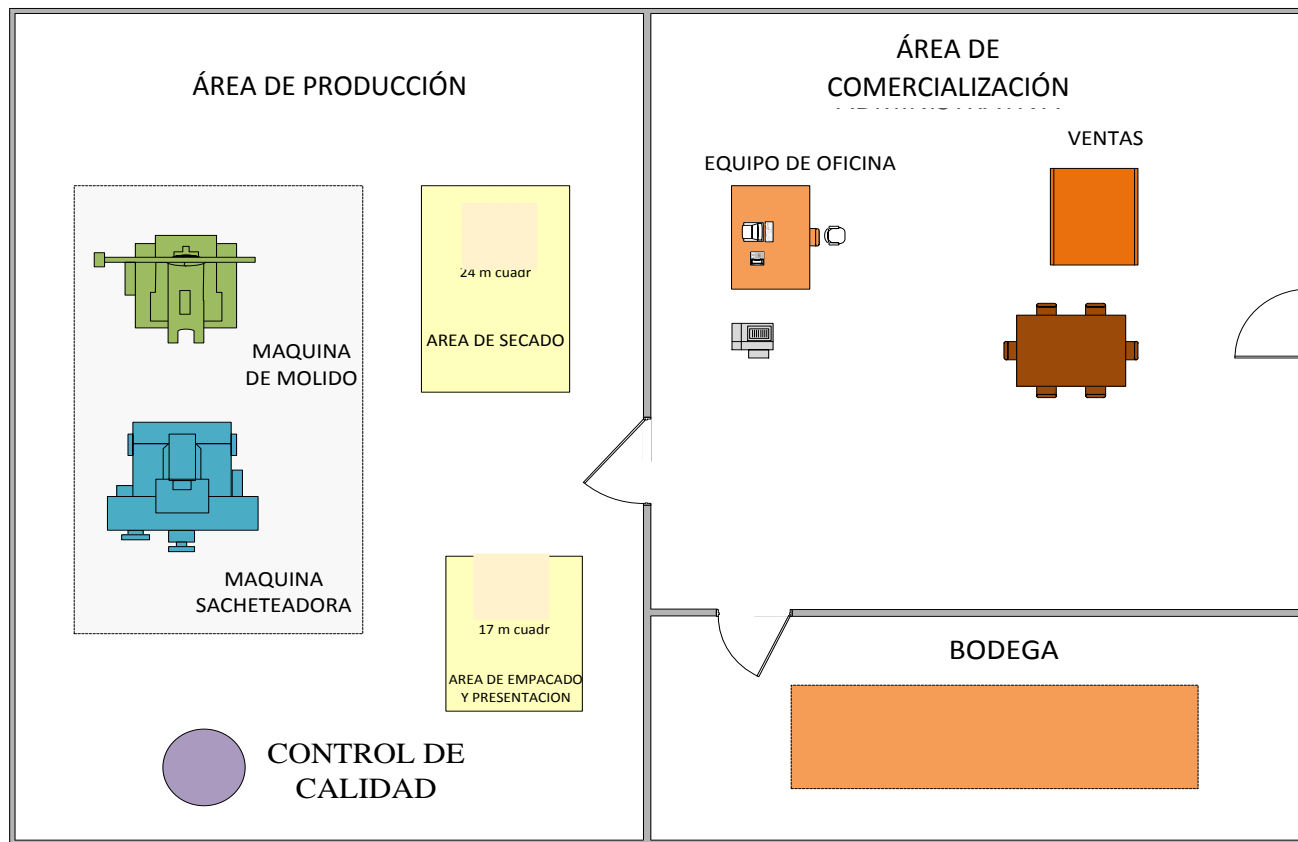 ÁREA DE PRODUCCIÓN
ÁREA DE
COMERCIALIZACIÓN
VENTAS
EQUIPO DE OFICINA
24 m cuadr
AREA DE SECADO
MAQUINA
DE MOLIDO
MAQUINA
SACHETEADORA
17 m cuadr
AREA DE EMPACADO
Y PRESENTACION
BODEGA
CONTROL DE
CALIDAD